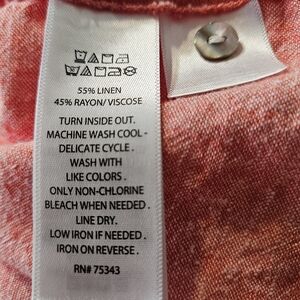 55% LINEN
45% RAYON/ VISCOSE
TURN INSIDE OUT.
MACHINE WASH COOL -
DELICATE CYCLE .
WASH WITH
LIKE COLORS .
ONLY NON-CHLORINE
BLEACH WHEN NEEDED .
LINE DRY.
LOW IRON IF NEEDED .
IRON ON REVERSE .
RN# 75343